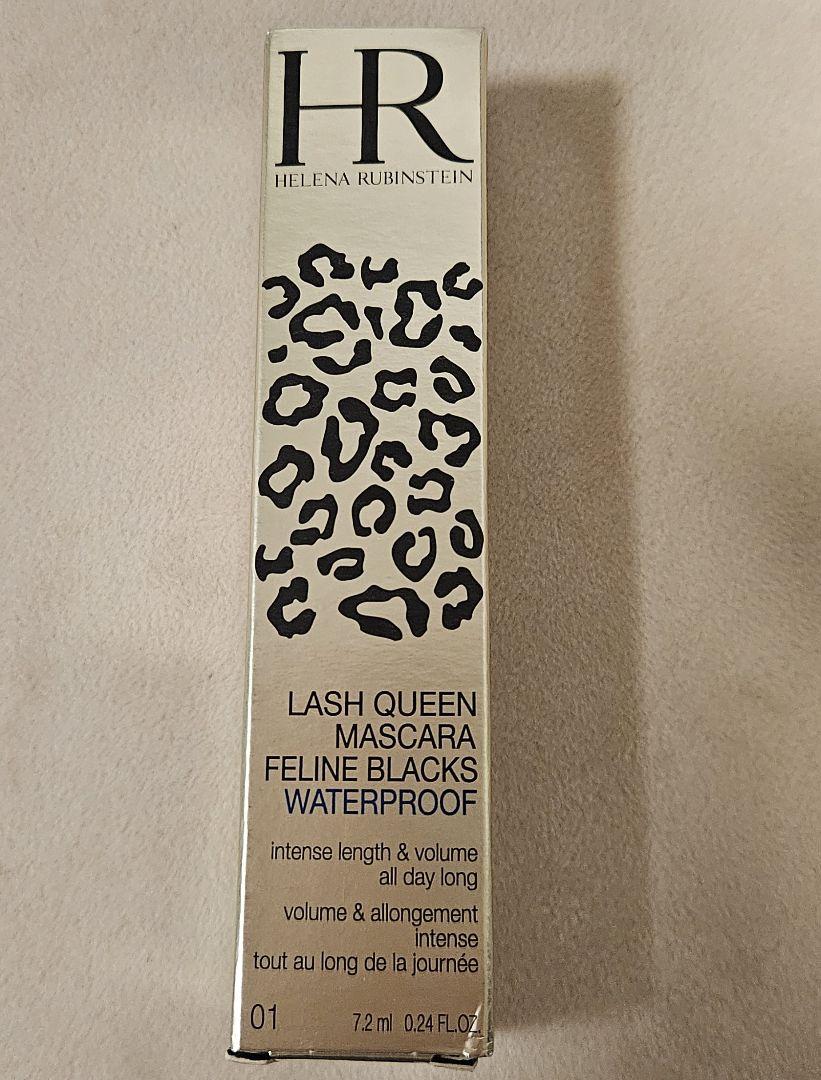 HR
HELENA RUBINSTEIN
LASH QUEEN
MASCARA
FELINE BLACKS
WATERPROOF
intense length & volume
all day long
volume & allongement
intense
tout au long de la journée
01 7.2 ml 0.24 FL.OZ.